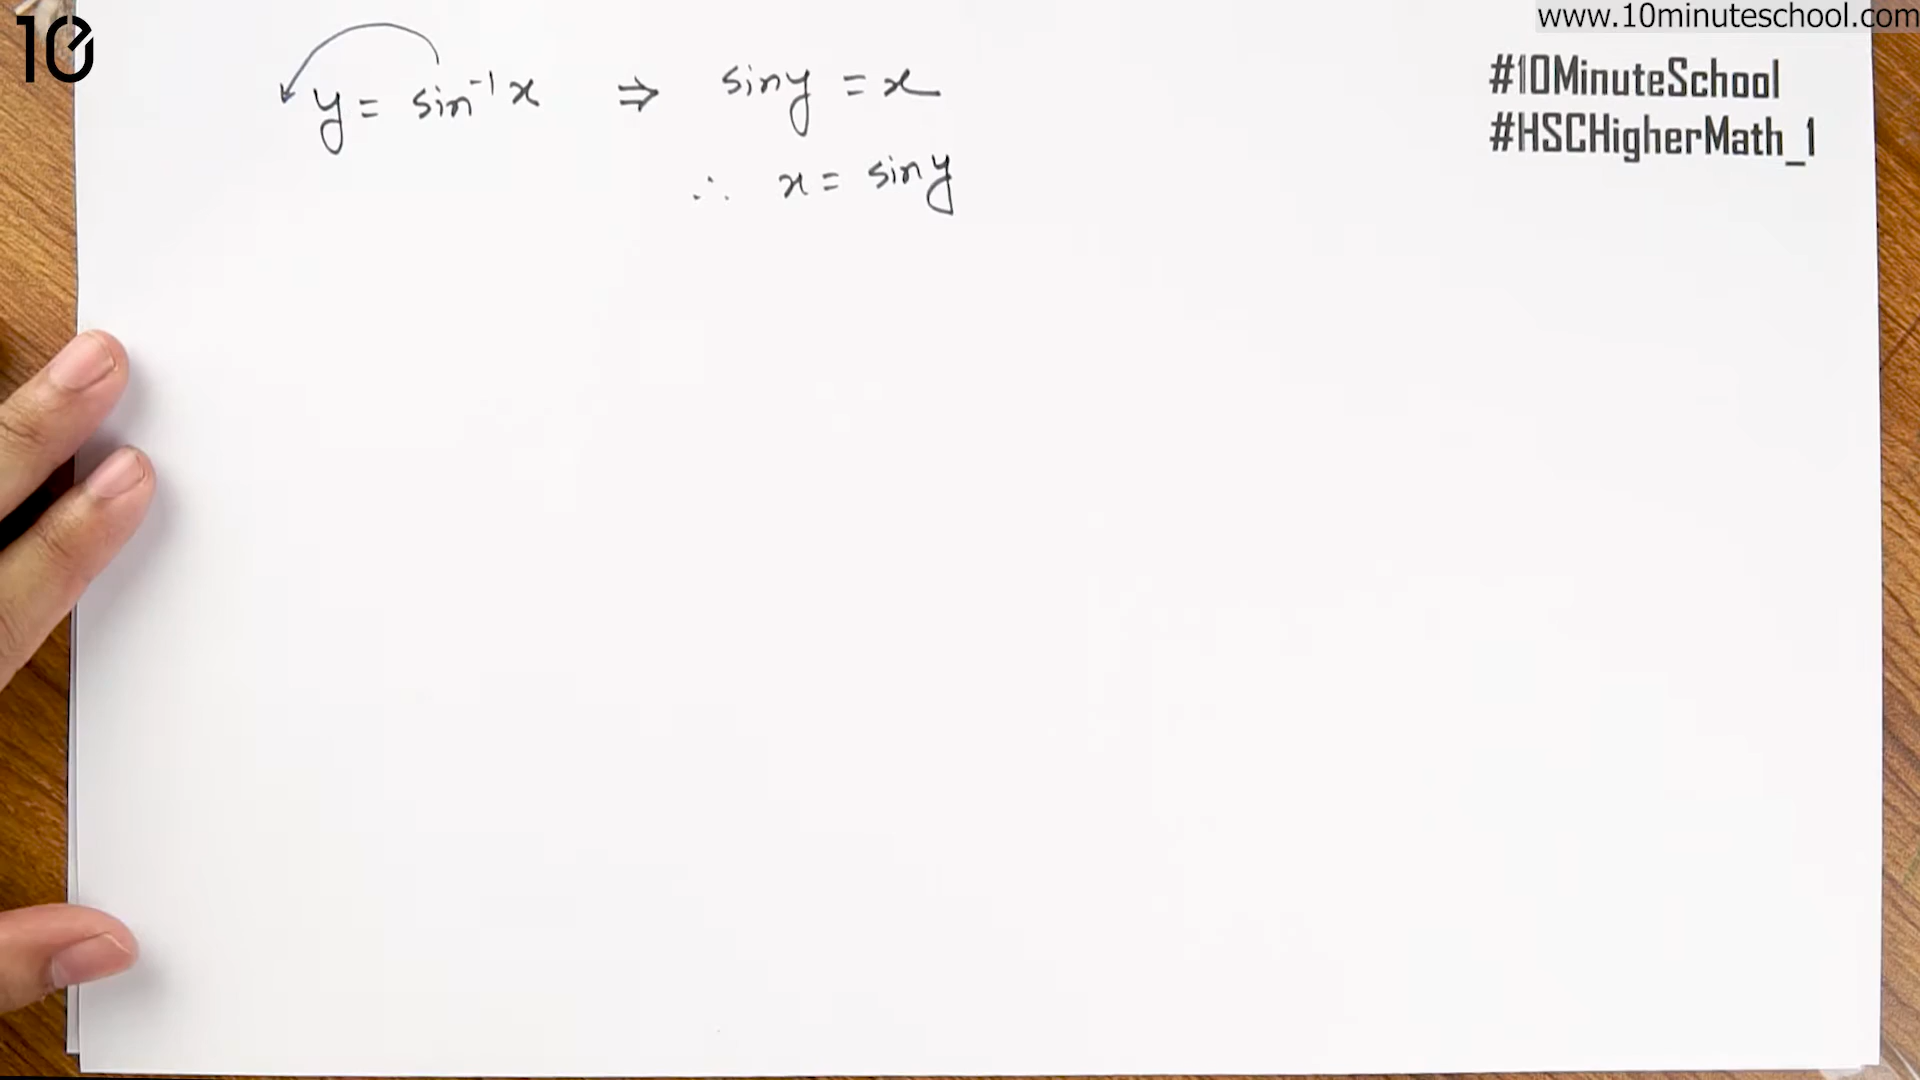 www.10minuteschool.com
10
#10MinuteSchool
#HSCHigherMath_1
y = sin⁻¹x ⇒ siny = x
∴ x = siny